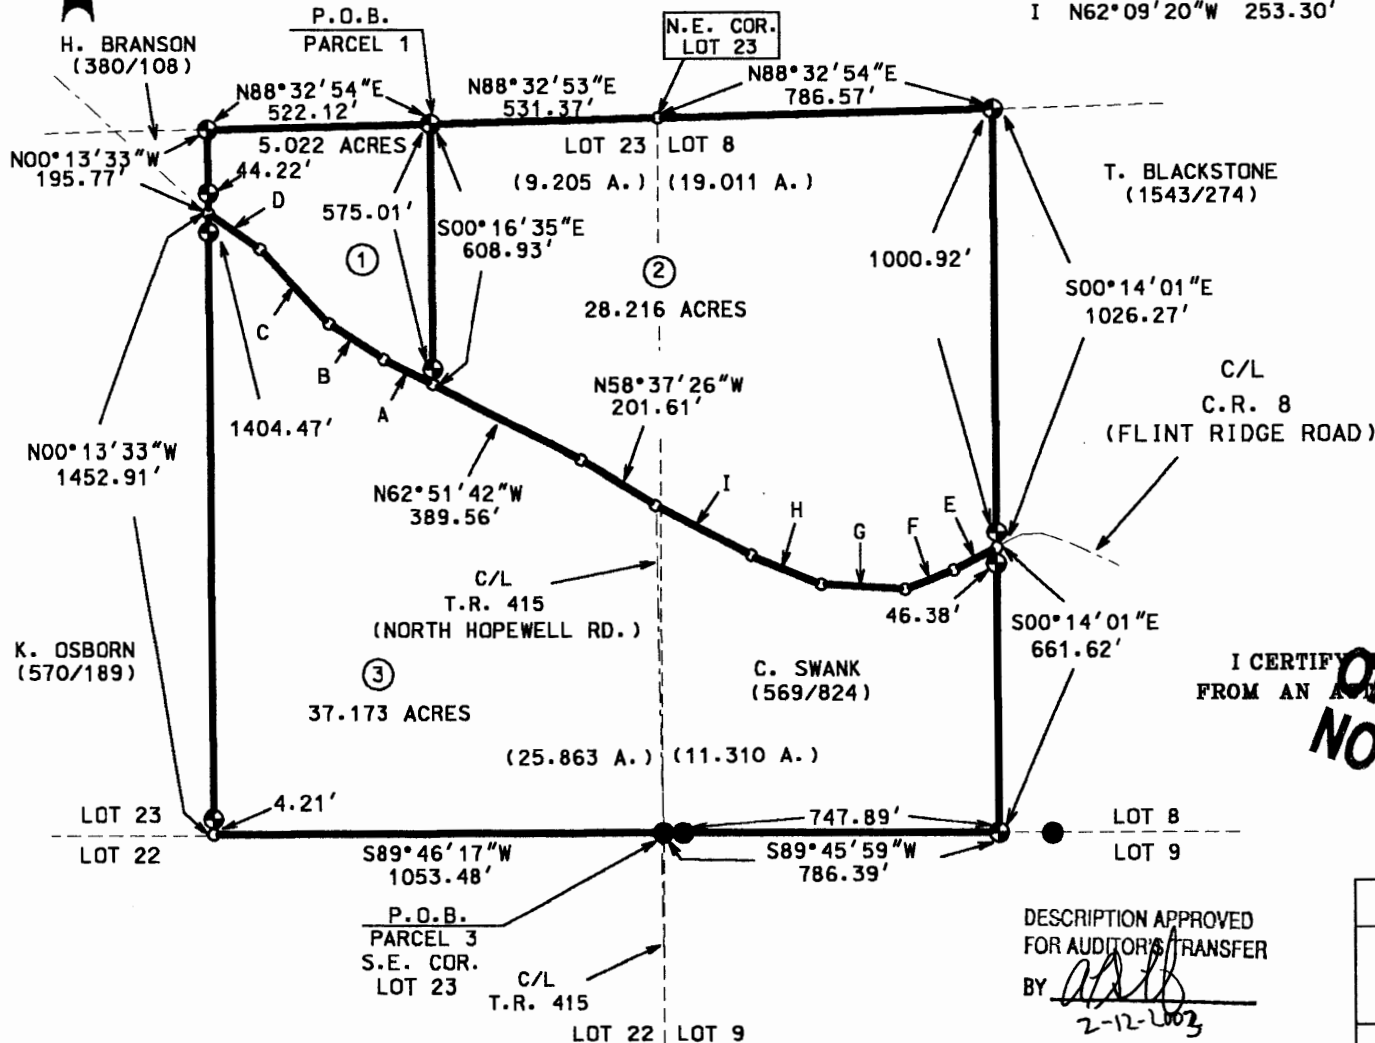 I N62°09'20"W 253.30'
P.O.B.
PARCEL 1
N.E. COR.
LOT 23
H. BRANSON
(380/108)
N88°32'54"E
522.12'
N88°32'53"E
531.37'
N88°32'54"E
786.57'
5.022 ACRES
LOT 23
LOT 8
N00°13'33"W
195.77'
44.22'
D
575.01'
(9.205 A.)
(19.011 A.)
T. BLACKSTONE
(1543/274)
S00°16'35"E
608.93'
1
2
1000.92'
28.216 ACRES
S00°14'01"E
1026.27'
C
B
A
N58°37'26"W
201.61'
C/L
C.R. 8
(FLINT RIDGE ROAD)
1404.47'
N00°13'33"W
1452.91'
N62°51'42"W
389.56'
I
H
G
F
E
C/L
T.R. 415
(NORTH HOPEWELL RD.)
46.38'
S00°14'01"E
661.62'
K. OSBORN
(570/189)
3
37.173 ACRES
C. SWANK
(569/824)
I CERTIFY
FROM AN
NO
(25.863 A.)
(11.310 A.)
4.21'
747.89'
LOT 23
LOT 22
LOT 8
LOT 9
S89°46'17"W
1053.48'
S89°45'59"W
786.39'
P.O.B.
PARCEL 3
S.E. COR.
LOT 23
C/L
T.R. 415
DESCRIPTION APPROVED
FOR AUDITOR'S TRANSFER
BY
2-12-2003
LOT 22
LOT 9